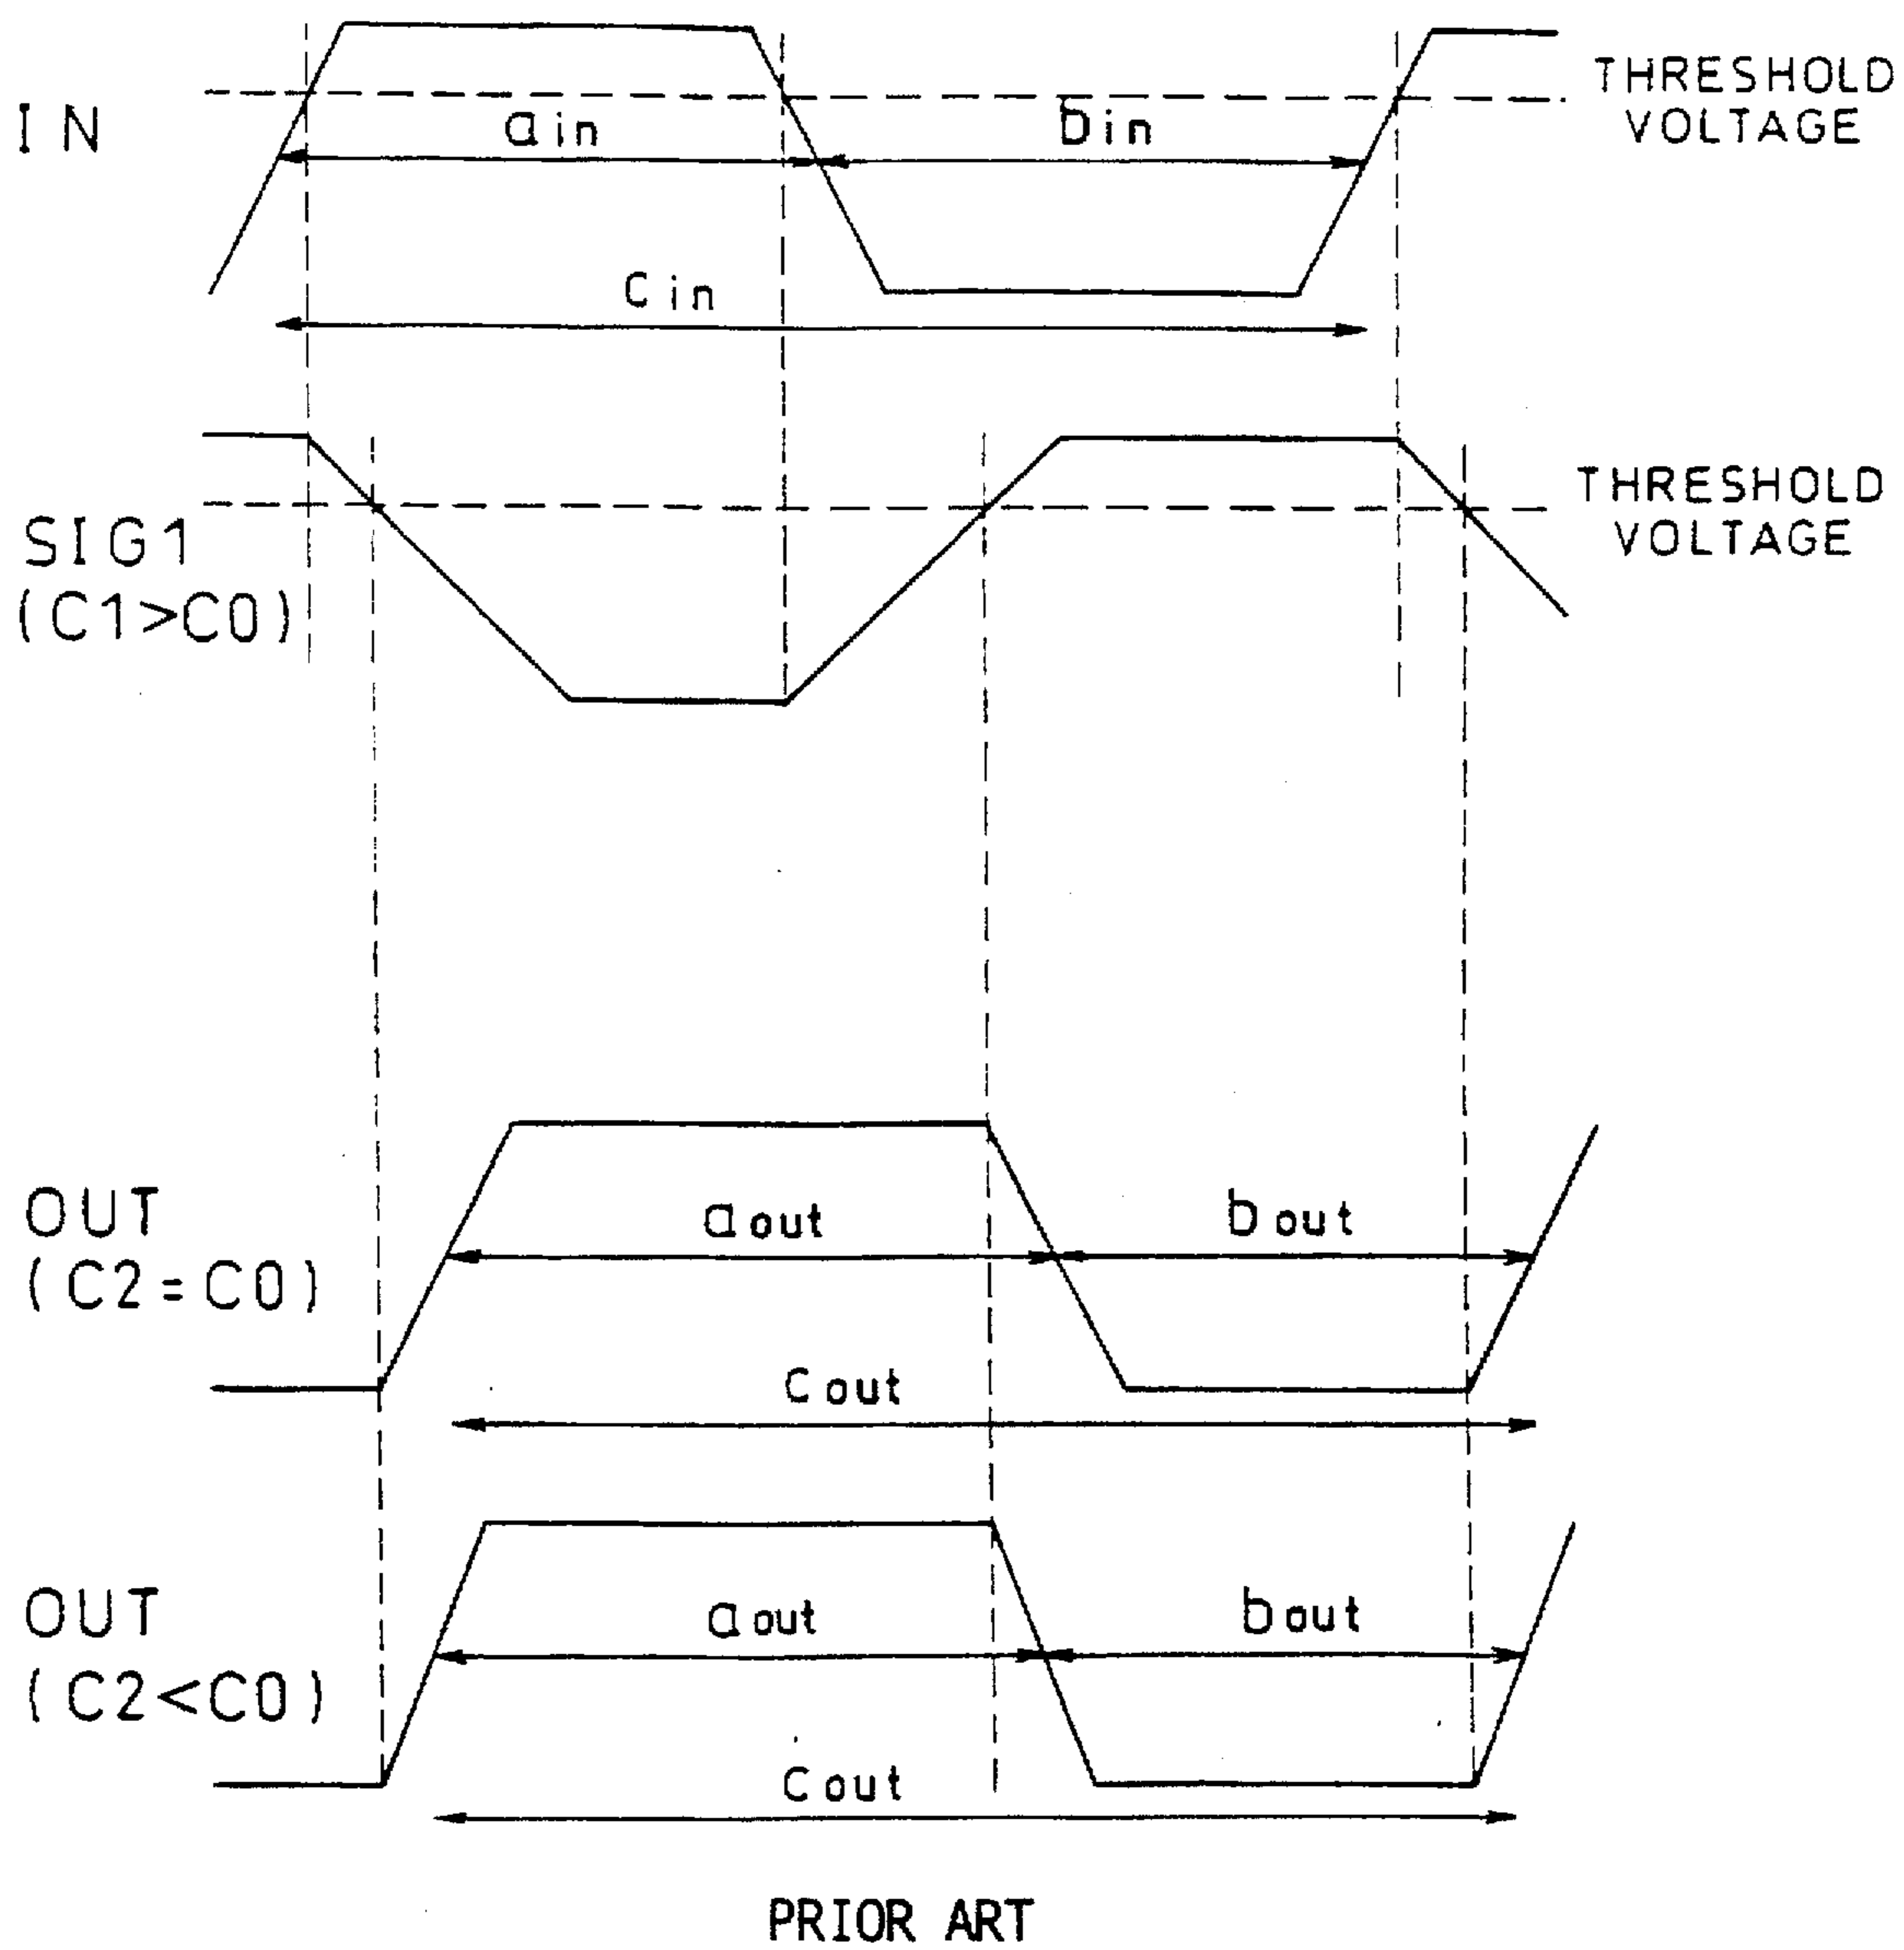 THRESHOLD
VOLTAGE
IN
ain
bin
Cin
THRESHOLD
VOLTAGE
SIG1
(C1>C0)
OUT
(C2=C0)
aout
bout
Cout
OUT
(C2<C0)
aout
bout
Cout
PRIOR ART